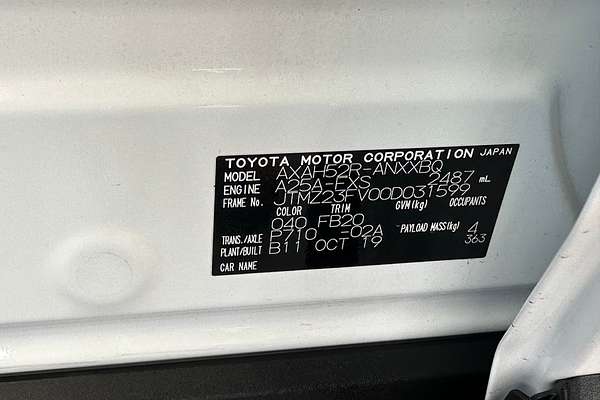 TOYOTA MOTOR CORPORATION JAPAN
MODEL AXAH52R-ANXXBQ
ENGINE A25A-FXS 2487 mL
FRAME No. JTMZ23FV00D031599
COLOR TRIM GVM(kg) OCCUPANTS
040 FB20
TRANS./AXLE P710 -02A PAYLOAD MASS(kg) 4
PLANT/BUILT B11 OCT 19 363
CAR NAME